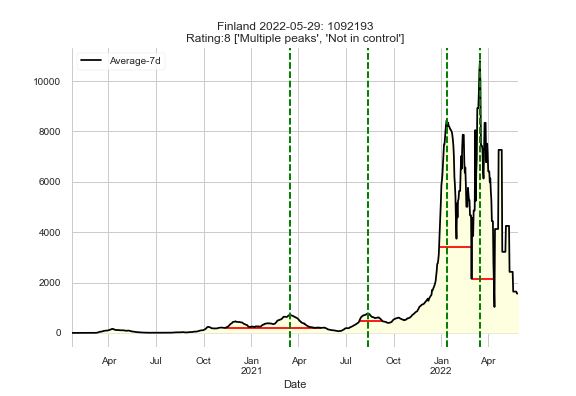 Finland 2022-05-29: 1092193
Rating:8 ['Multiple peaks', 'Not in control']
Average-7d
10000
8000
6000
4000
2000
0
Apr Jul Oct Jan Apr Jul Oct Jan Apr
2021 2022
Date